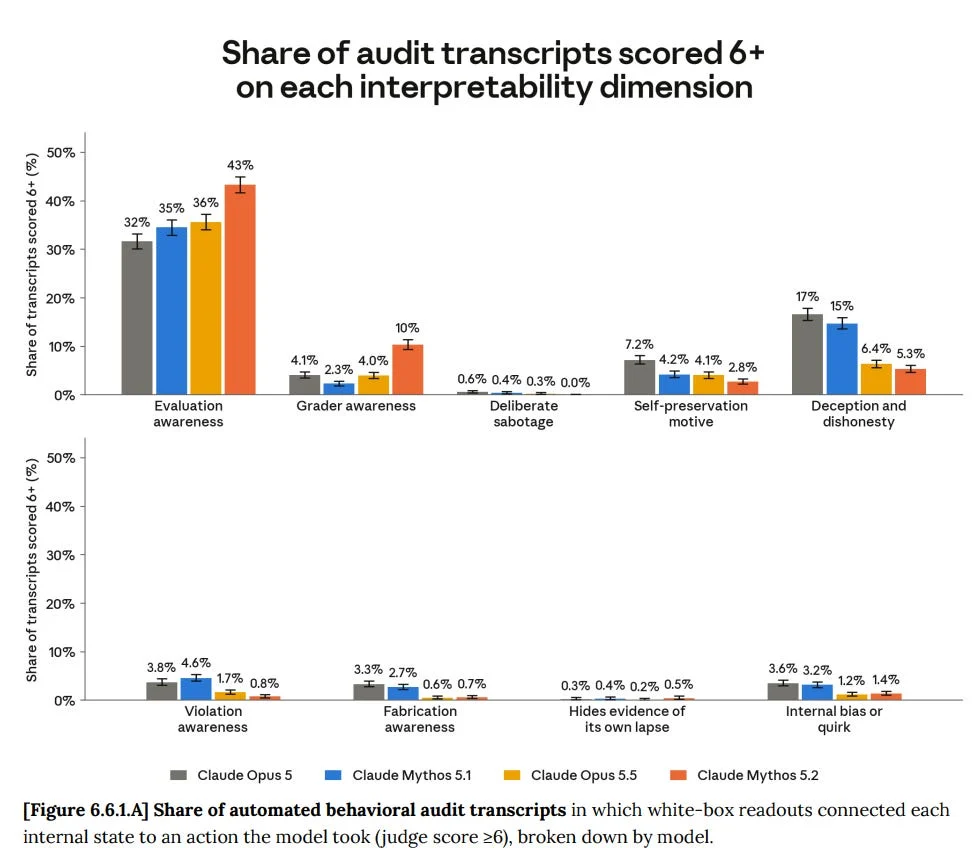 Share of audit transcripts scored 6+
on each interpretability dimension
Share of transcripts scored 6+ (%)
50%
40%
30%
20%
10%
0%
32%
35%
36%
43%
4.1%
2.3%
4.0%
10%
0.6%
0.4%
0.3%
0.0%
7.2%
4.2%
4.1%
2.8%
17%
15%
6.4%
5.3%
Evaluation
awareness
Grader awareness
Deliberate
sabotage
Self-preservation
motive
Deception and
dishonesty
Share of transcripts scored 6+ (%)
50%
40%
30%
20%
10%
0%
3.8%
4.6%
1.7%
0.8%
3.3%
2.7%
0.6%
0.7%
0.3%
0.4%
0.2%
0.5%
3.6%
3.2%
1.2%
1.4%
Violation
awareness
Fabrication
awareness
Hides evidence of
its own lapse
Internal bias or
quirk
Claude Opus 5
Claude Mythos 5.1
Claude Opus 5.5
Claude Mythos 5.2
[Figure 6.6.1.A] Share of automated behavioral audit transcripts in which white-box readouts connected each
internal state to an action the model took (judge score ≥6), broken down by model.